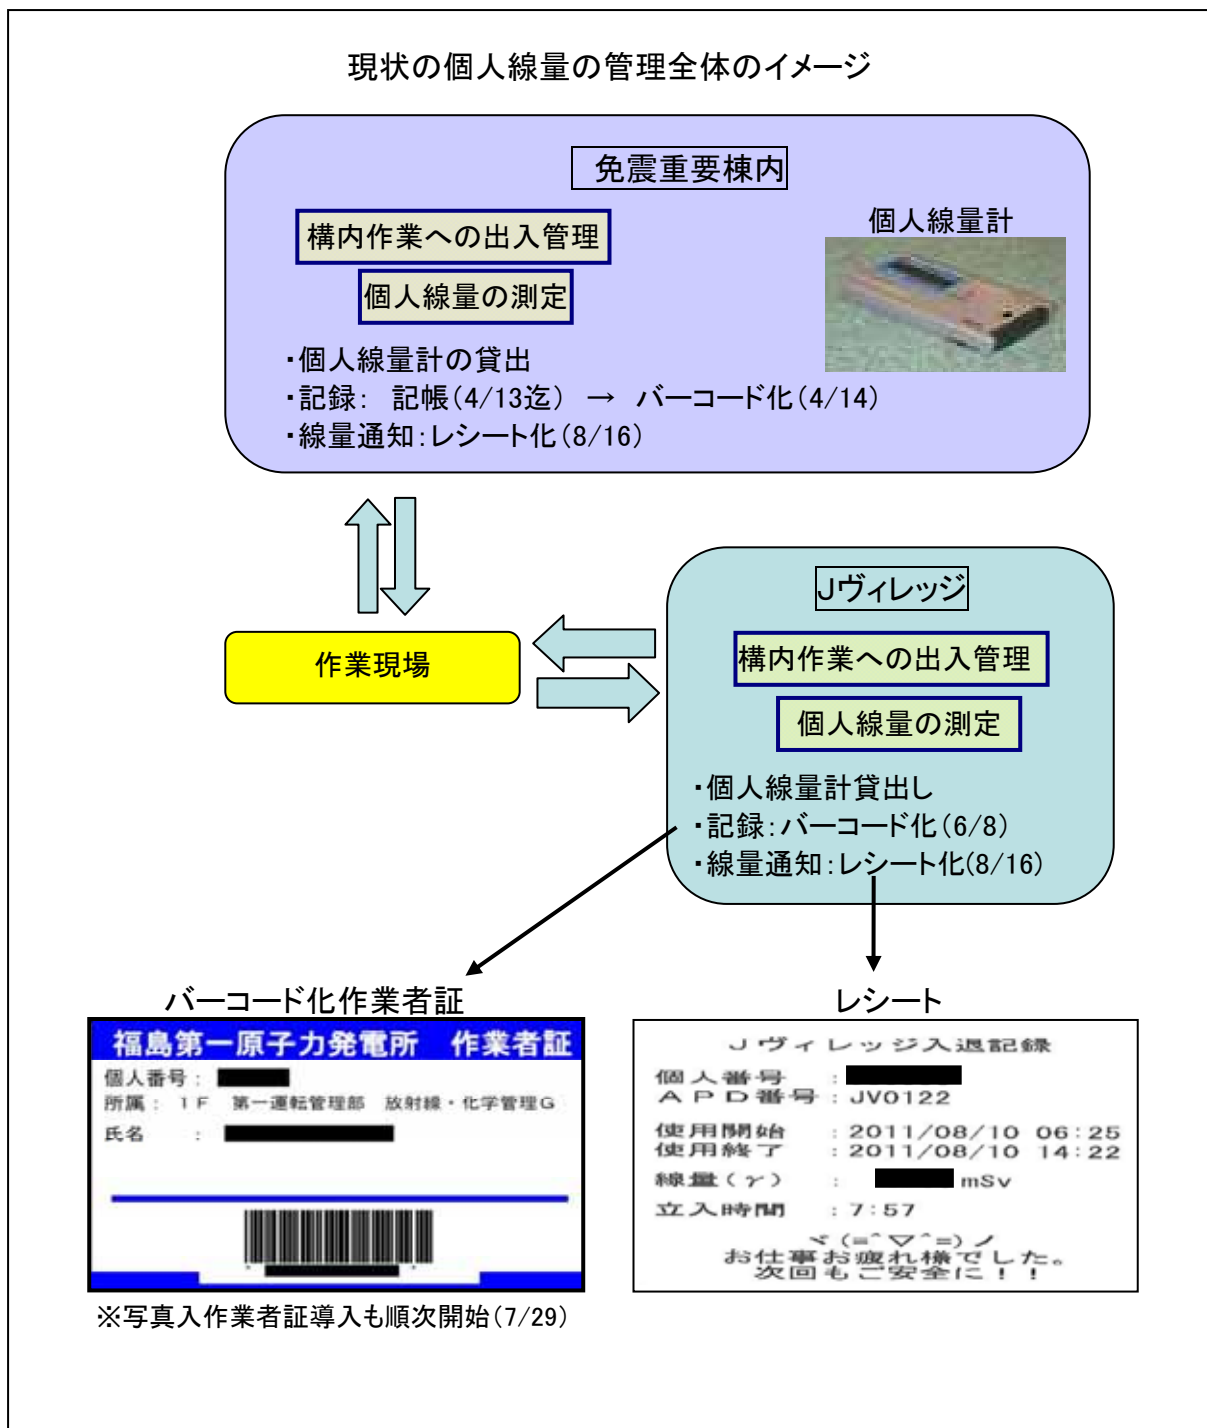 現状の個人線量の管理全体のイメージ
免震重要棟内
構内作業への出入管理
個人線量の測定
個人線量計
・個人線量計の貸出
・記録： 記帳（4/13迄） → バーコード化（4/14）
・線量通知：レシート化（8/16）
作業現場
Jヴィレッジ
構内作業への出入管理
個人線量の測定
・個人線量計貸出し
・記録：バーコード化（6/8）
・線量通知：レシート化(8/16)
バーコード化作業者証
福島第一原子力発電所 作業者証
個人番号：
所属： 1F 第一運転管理部 放射線・化学管理G
氏名 ：
※写真入作業者証導入も順次開始（7/29）
レシート
Jヴィレッジ入退記録
個人番号 ：
APD番号：JV0122
使用開始 ：2011/08/10 06:25
使用終了 ：2011/08/10 14:22
線量(γ) ： mSv
立入時間 ：7:57
ヾ(=^▽^=)ノ
お仕事お疲れ様でした。
次回もご安全に！！